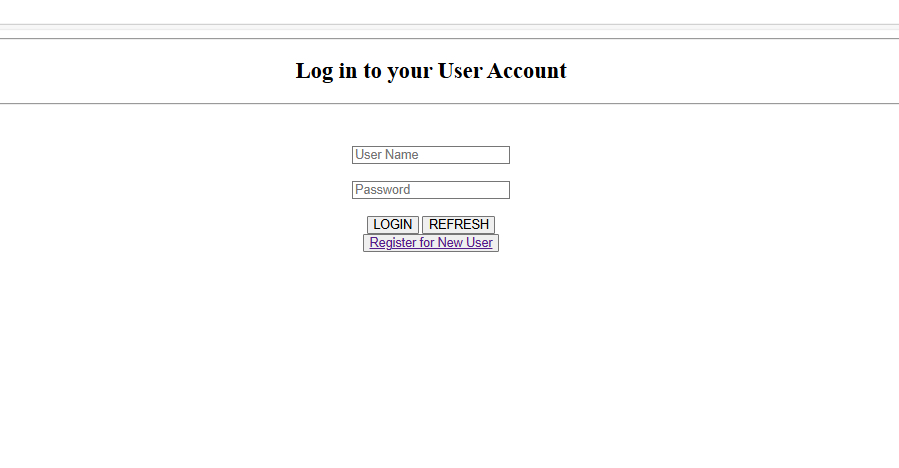 Log in to your User Account
User Name
Password
LOGIN REFRESH
Register for New User